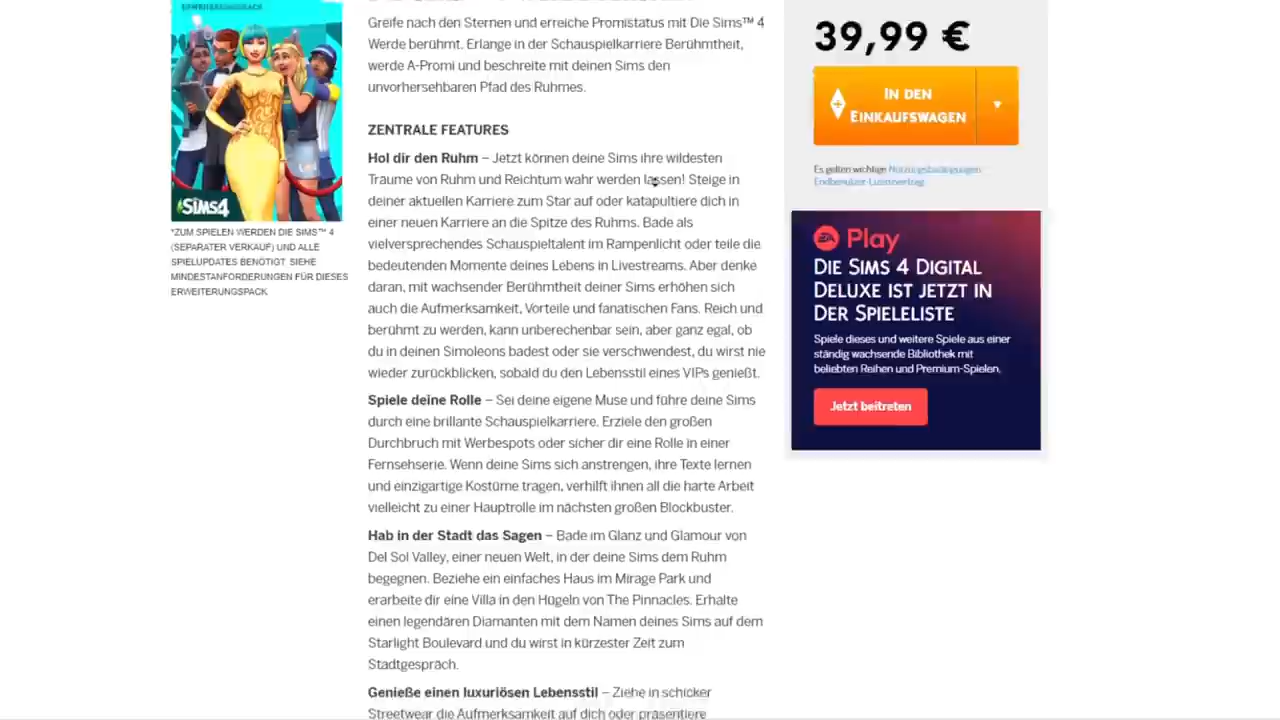 ERWEITERUNGSPACK
SIMS4
*ZUM SPIELEN WERDEN DIE SIMS™ 4
(SEPARATER VERKAUF) UND ALLE
SPIELUPDATES BENÖTIGT. SIEHE
MINDESTANFORDERUNGEN FÜR DIESES
ERWEITERUNGSPACK.
Greife nach den Sternen und erreiche Promistatus mit Die Sims™ 4
Werde berühmt. Erlange in der Schauspielkarriere Berühmtheit,
werde A-Promi und beschreite mit deinen Sims den
unvorhersehbaren Pfad des Ruhmes.
ZENTRALE FEATURES
Hol dir den Ruhm – Jetzt können deine Sims ihre wildesten
Träume von Ruhm und Reichtum wahr werden lassen! Steige in
deiner aktuellen Karriere zum Star auf oder katapultiere dich in
einer neuen Karriere an die Spitze des Ruhms. Bade als
vielversprechendes Schauspieltalent im Rampenlicht oder teile die
bedeutenden Momente deines Lebens in Livestreams. Aber denke
daran, mit wachsender Berühmtheit deiner Sims erhöhen sich
auch die Aufmerksamkeit, Vorteile und fanatischen Fans. Reich und
berühmt zu werden, kann unberechenbar sein, aber ganz egal, ob
du in deinen Simoleons badest oder sie verschwendest, du wirst nie
wieder zurückblicken, sobald du den Lebensstil eines VIPs genießt.
Spiele deine Rolle – Sei deine eigene Muse und führe deine Sims
durch eine brillante Schauspielkarriere. Erziele den großen
Durchbruch mit Werbespots oder sicher dir eine Rolle in einer
Fernsehserie. Wenn deine Sims sich anstrengen, ihre Texte lernen
und einzigartige Kostüme tragen, verhilft ihnen all die harte Arbeit
vielleicht zu einer Hauptrolle im nächsten großen Blockbuster.
Hab in der Stadt das Sagen – Bade im Glanz und Glamour von
Del Sol Valley, einer neuen Welt, in der deine Sims dem Ruhm
begegnen. Beziehe ein einfaches Haus im Mirage Park und
erarbeite dir eine Villa in den Hügeln von The Pinnacles. Erhalte
einen legendären Diamanten mit dem Namen deines Sims auf dem
Starlight Boulevard und du wirst in kürzester Zeit zum
Stadtgespräch.
Genieße einen luxuriösen Lebensstil – Ziehe in schicker
Streetwear die Aufmerksamkeit auf dich oder präsentiere
39,99 €
IN DEN
EINKAUFSWAGEN
Es gelten wichtige Nutzungsbedingungen
Endbenutzer-Lizenzvertrag
EA Play
DIE SIMS 4 DIGITAL
DELUXE IST JETZT IN
DER SPIELELISTE
Spiele dieses und weitere Spiele aus einer
ständig wachsende Bibliothek mit
beliebten Reihen und Premium-Spielen.
Jetzt beitreten